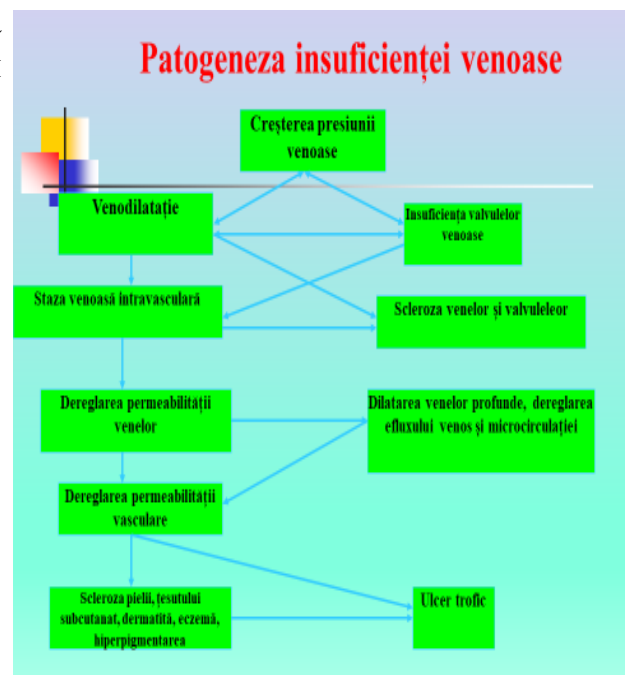 Patogeneza insuficienței venoase
Creșterea presiunii
venoase
Venodilatație
Insuficiența valvulelor
venoase
Staza venoasă intravasculară
Scleroza venelor și valvuleleor
Dereglarea permeabilității
venelor
Dilatarea venelor profunde, dereglarea
efluxului venos și microcirculației
Dereglarea permeabilității
vasculare
Scleroza pielii, țesutului
subcutanat, dermatită, eczemă,
hiperpigmentarea
Ulcer trofic